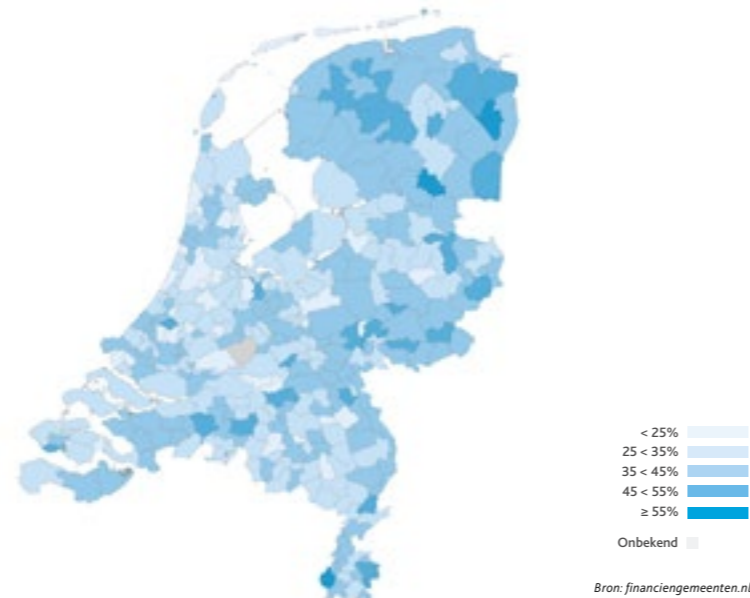 < 25%
25 < 35%
35 < 45%
45 < 55%
≥ 55%
Onbekend
Bron: financiengemeenten.nl